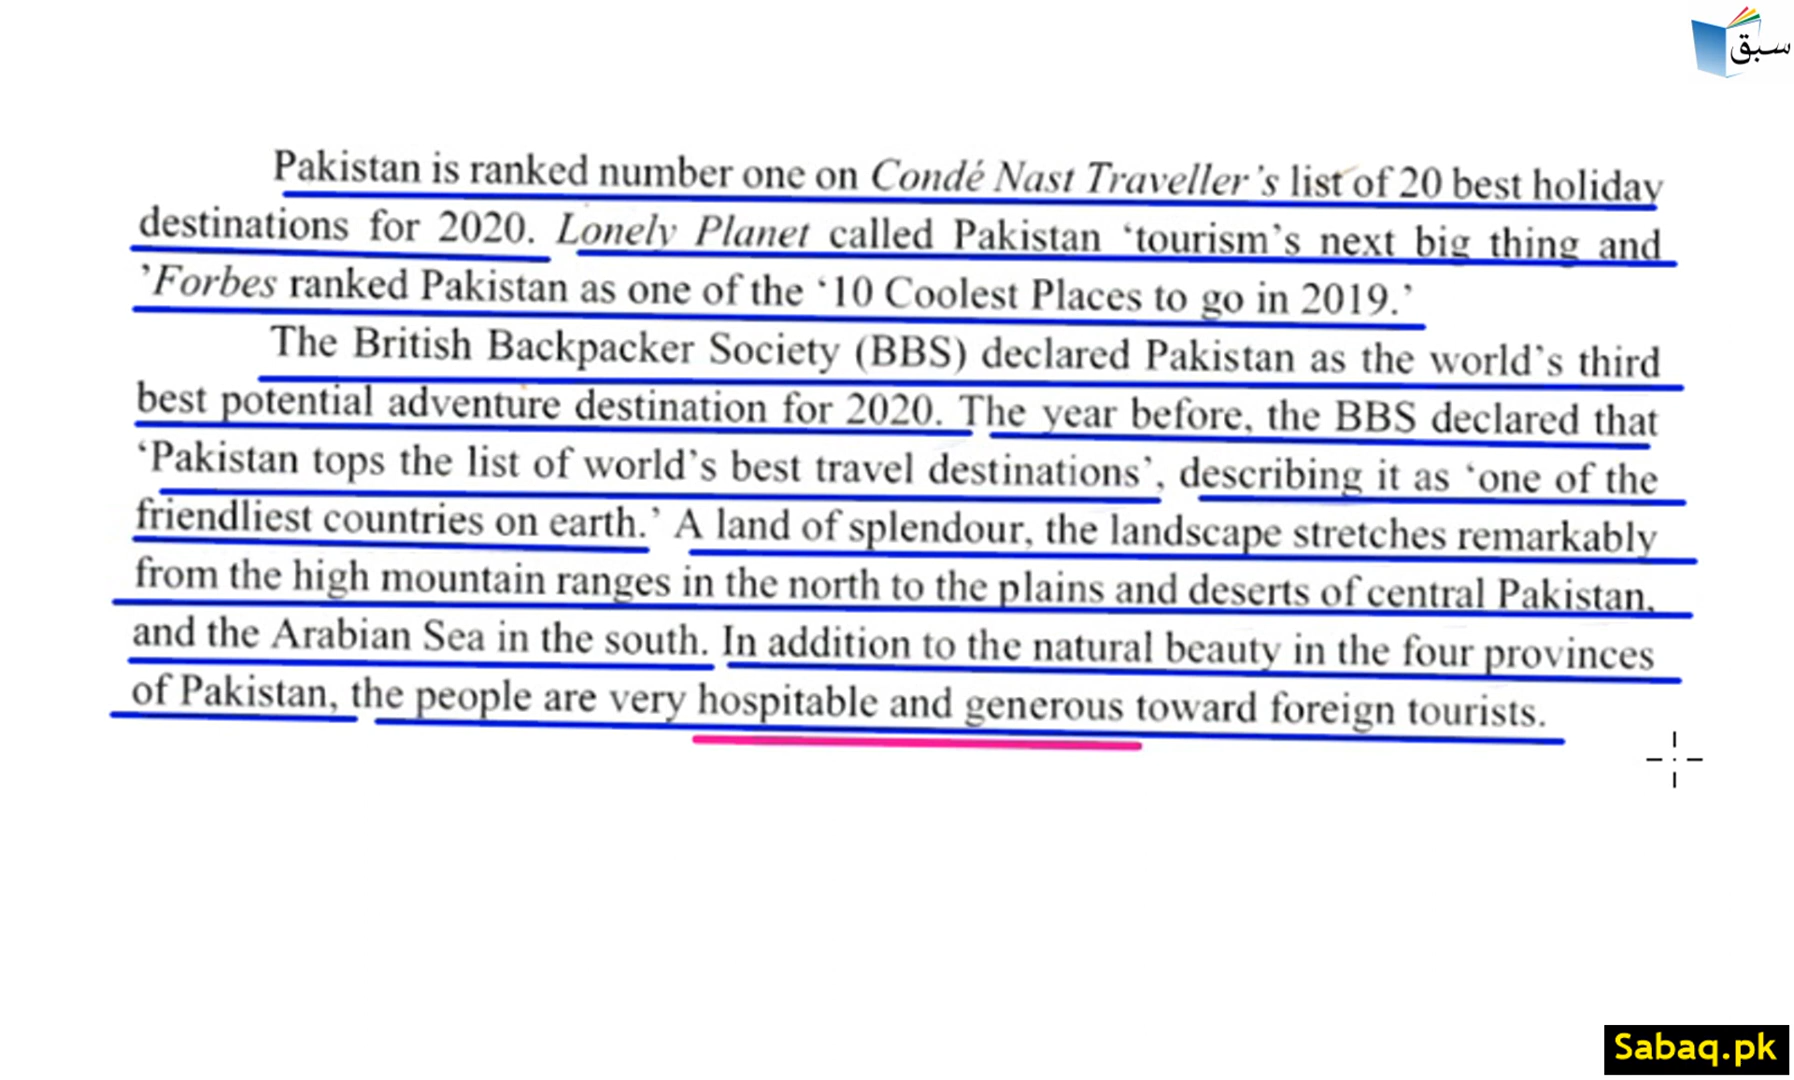 سبق
Pakistan is ranked number one on Condé Nast Traveller's list of 20 best holiday
destinations for 2020. Lonely Planet called Pakistan ‘tourism’s next big thing and
’Forbes ranked Pakistan as one of the ‘10 Coolest Places to go in 2019.’
The British Backpacker Society (BBS) declared Pakistan as the world’s third
best potential adventure destination for 2020. The year before, the BBS declared that
‘Pakistan tops the list of world’s best travel destinations’, describing it as ‘one of the
friendliest countries on earth.’ A land of splendour, the landscape stretches remarkably
from the high mountain ranges in the north to the plains and deserts of central Pakistan,
and the Arabian Sea in the south. In addition to the natural beauty in the four provinces
of Pakistan, the people are very hospitable and generous toward foreign tourists.
Sabaq.pk